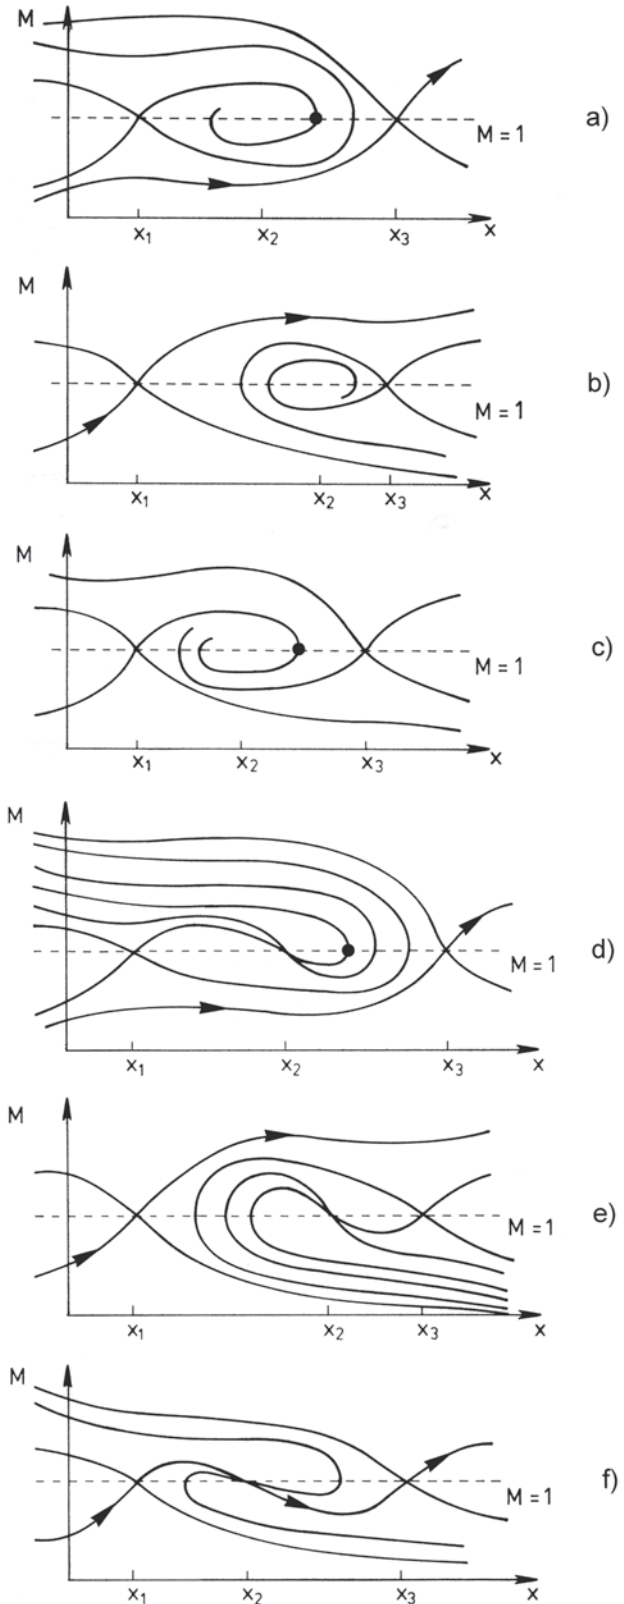 M
M = 1
a)
x₁ x₂ x₃ x
M
M = 1
b)
x₁ x₂ x₃ x
M
M = 1
c)
x₁ x₂ x₃ x
M
M = 1
d)
x₁ x₂ x₃ x
M
M = 1
e)
x₁ x₂ x₃ x
M
M = 1
f)
x₁ x₂ x₃ x